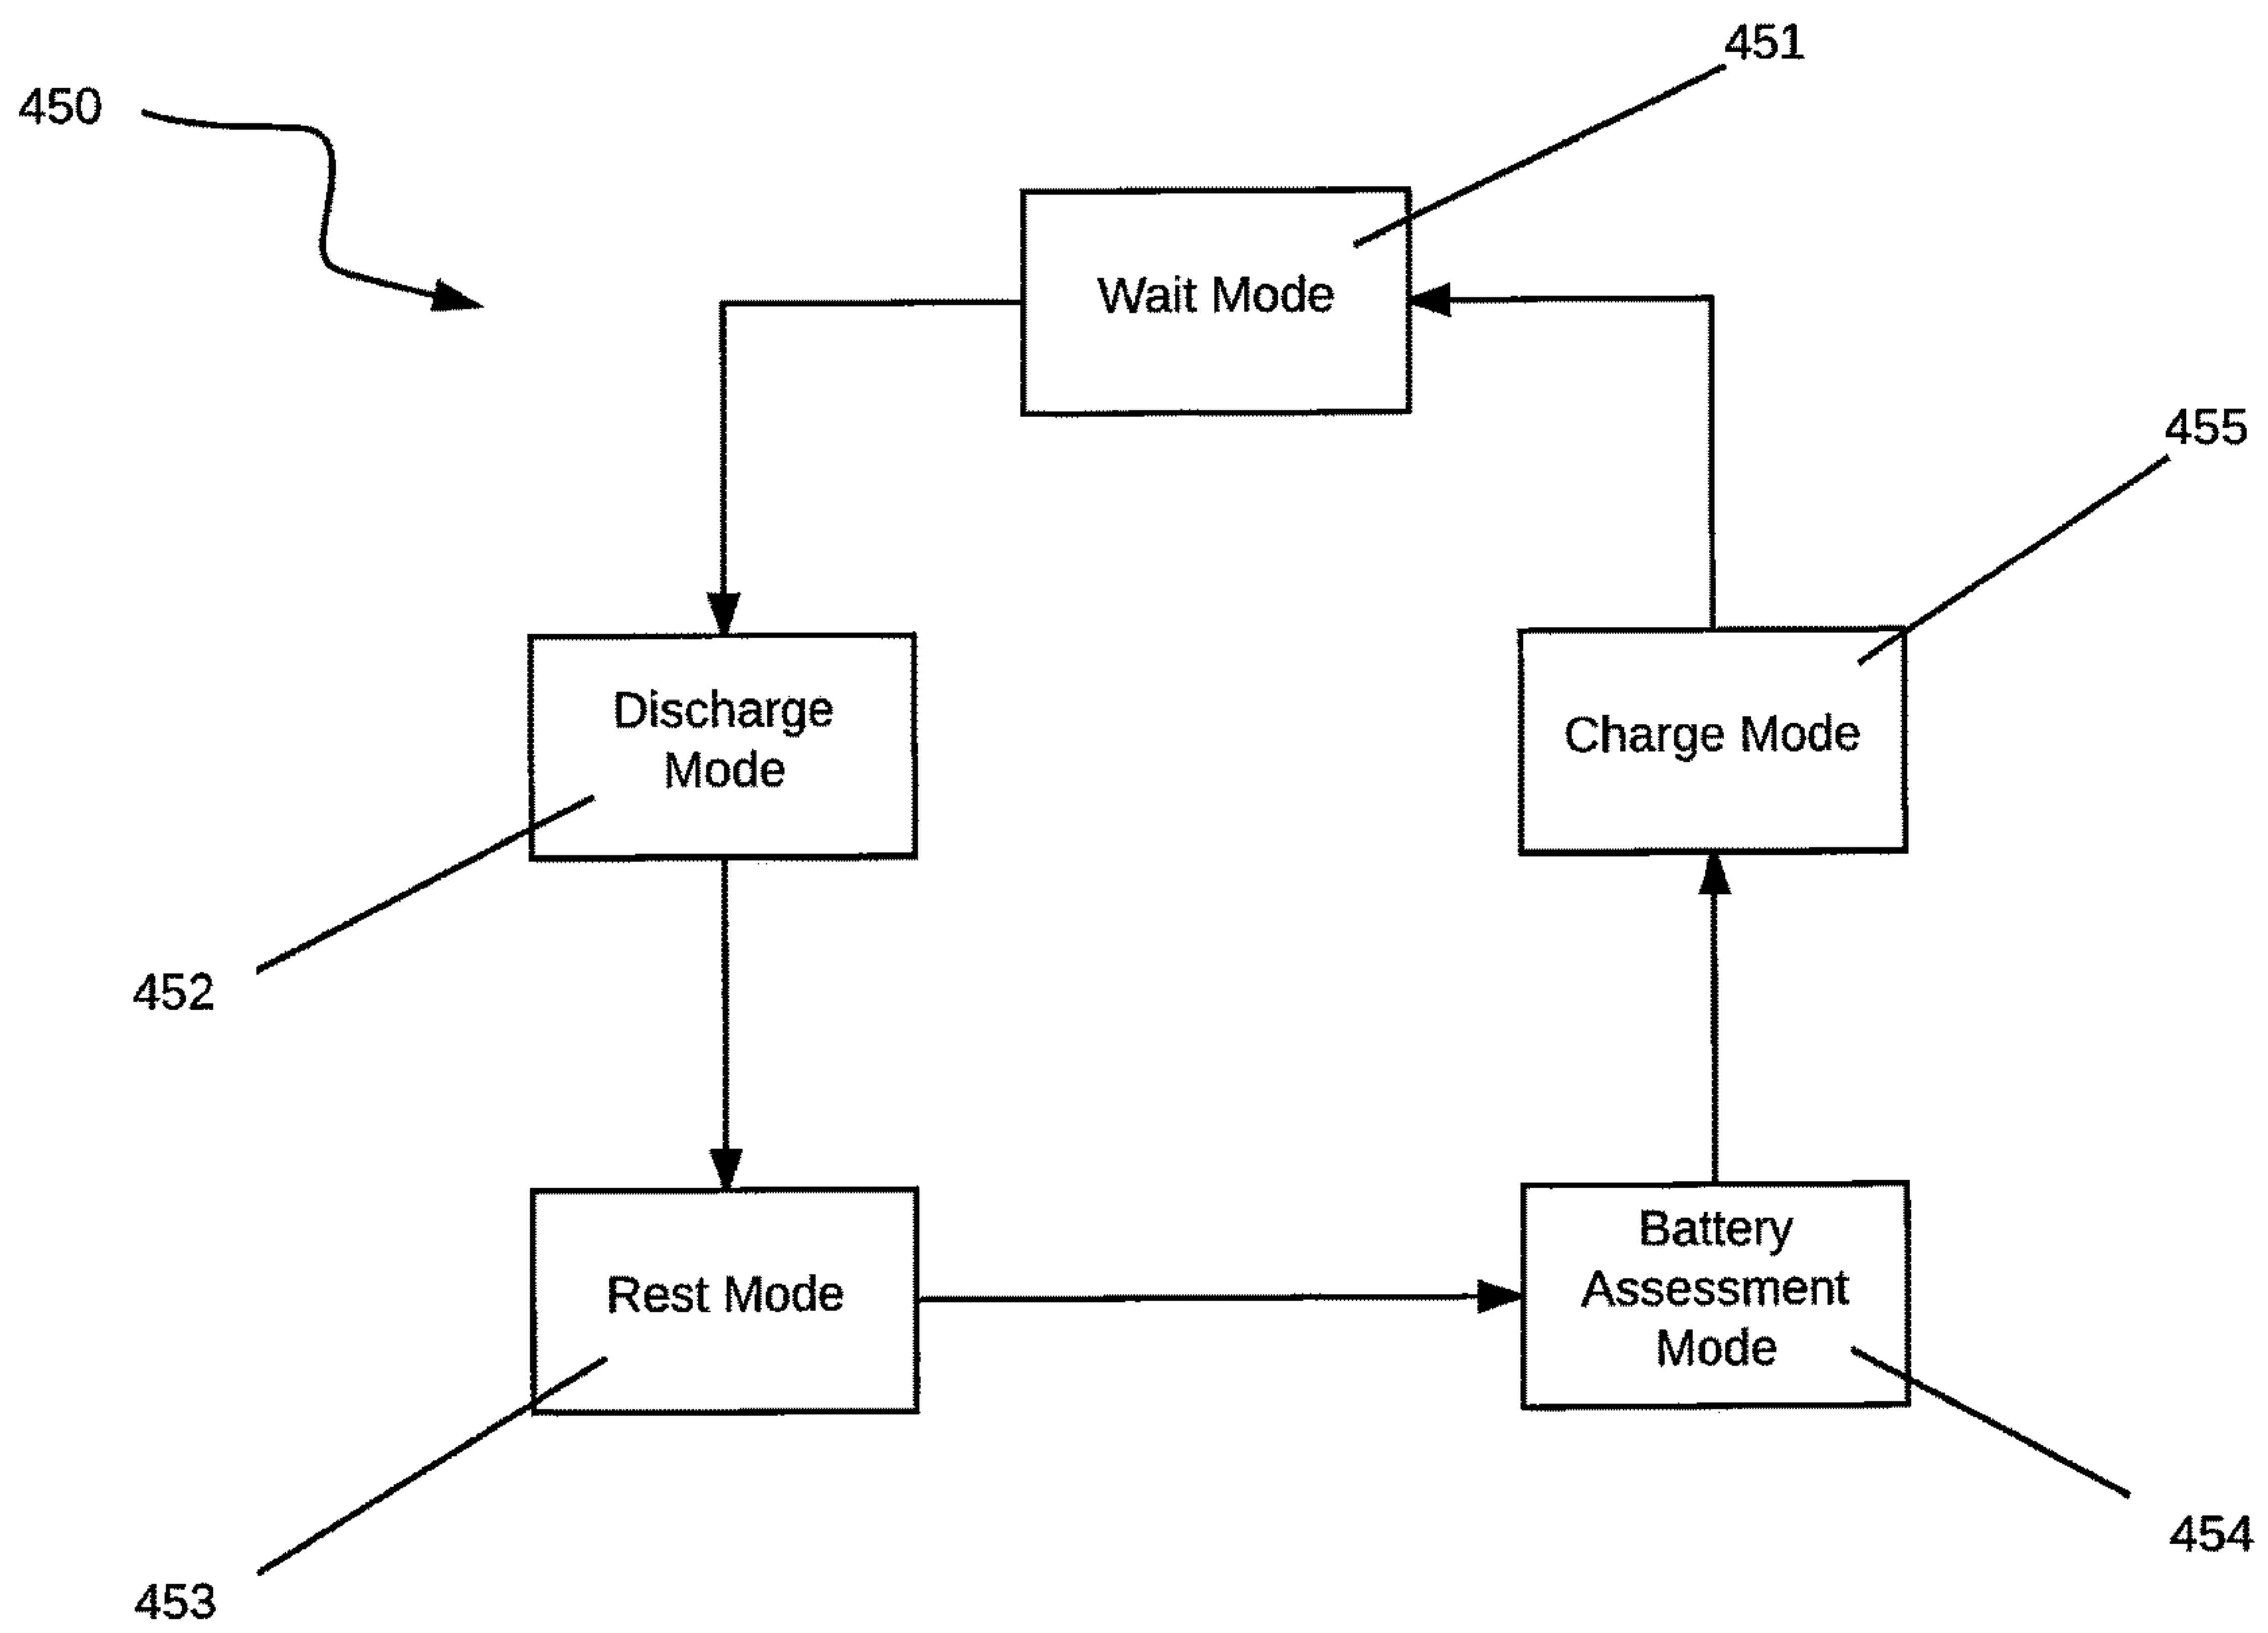 451
450
Wait Mode
455
Discharge
Mode
Charge Mode
452
Rest Mode
Battery
Assessment
Mode
454
453